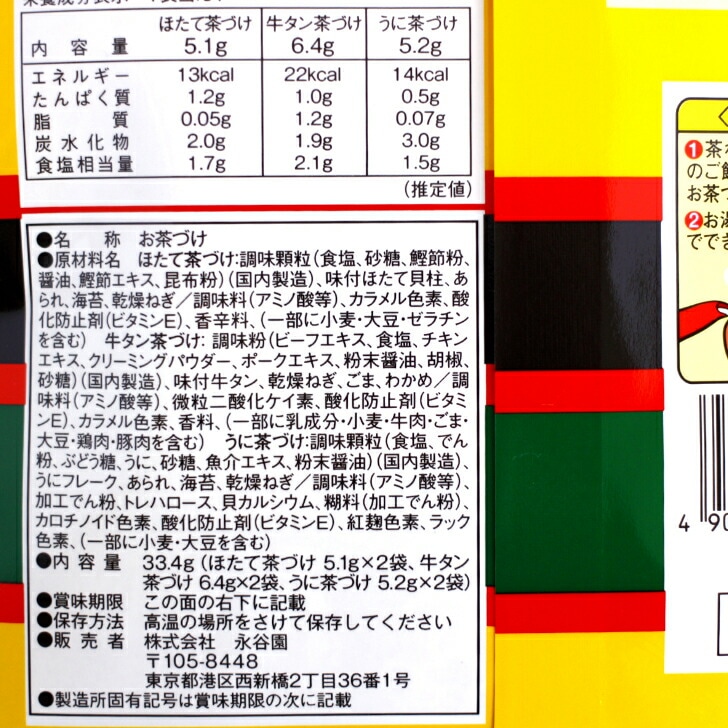 ほたて茶づけ 牛タン茶づけ うに茶づけ
内容量 5.1g 6.4g 5.2g
エネルギー 13kcal 22kcal 14kcal
たんぱく質 1.2g 1.0g 0.5g
脂質 0.05g 1.2g 0.07g
炭水化物 2.0g 1.9g 3.0g
食塩相当量 1.7g 2.1g 1.5g
(推定値)
●名称 お茶づけ
●原材料名 ほたて茶づけ:調味顆粒(食塩、砂糖、鰹節粉、
醤油、鰹節エキス、昆布粉)(国内製造)、味付ほたて貝柱、あ
られ、海苔、乾燥ねぎ/調味料(アミノ酸等)、カラメル色素、酸
化防止剤(ビタミンE)、香辛料、(一部に小麦・大豆・ゼラチン
を含む) 牛タン茶づけ:調味粉(ビーフエキス、食塩、チキン
エキス、クリーミングパウダー、ポークエキス、粉末醤油、胡椒、
砂糖)(国内製造)、味付牛タン、乾燥ねぎ、ごま、わかめ/調
味料(アミノ酸等)、微粒二酸化ケイ素、酸化防止剤(ビタミ
ンE)、カラメル色素、香料、(一部に乳成分・小麦・牛肉・ごま・
大豆・鶏肉・豚肉を含む) うに茶づけ:調味顆粒(食塩、でん
粉、ぶどう糖、うに、砂糖、魚介エキス、粉末醤油)(国内製造)、
うにフレーク、あられ、海苔、乾燥ねぎ/調味料(アミノ酸等)、
加工でん粉、トレハロース、貝カルシウム、糊料(加工でん粉)、
カロチノイド色素、酸化防止剤(ビタミンE)、紅麹色素、ラック
色素、(一部に小麦・大豆を含む)
●内容量 33.4g(ほたて茶づけ 5.1g×2袋、牛タン
茶づけ 6.4g×2袋、うに茶づけ 5.2g×2袋)
●賞味期限 この面の右下に記載
●保存方法 高温の場所をさけて保存してください
●販売者 株式会社 永谷園
〒105-8448
東京都港区西新橋2丁目36番1号
●製造所固有記号は賞味期限の次に記載
❶茶
のご
お茶づ
❷お
でで
4 90